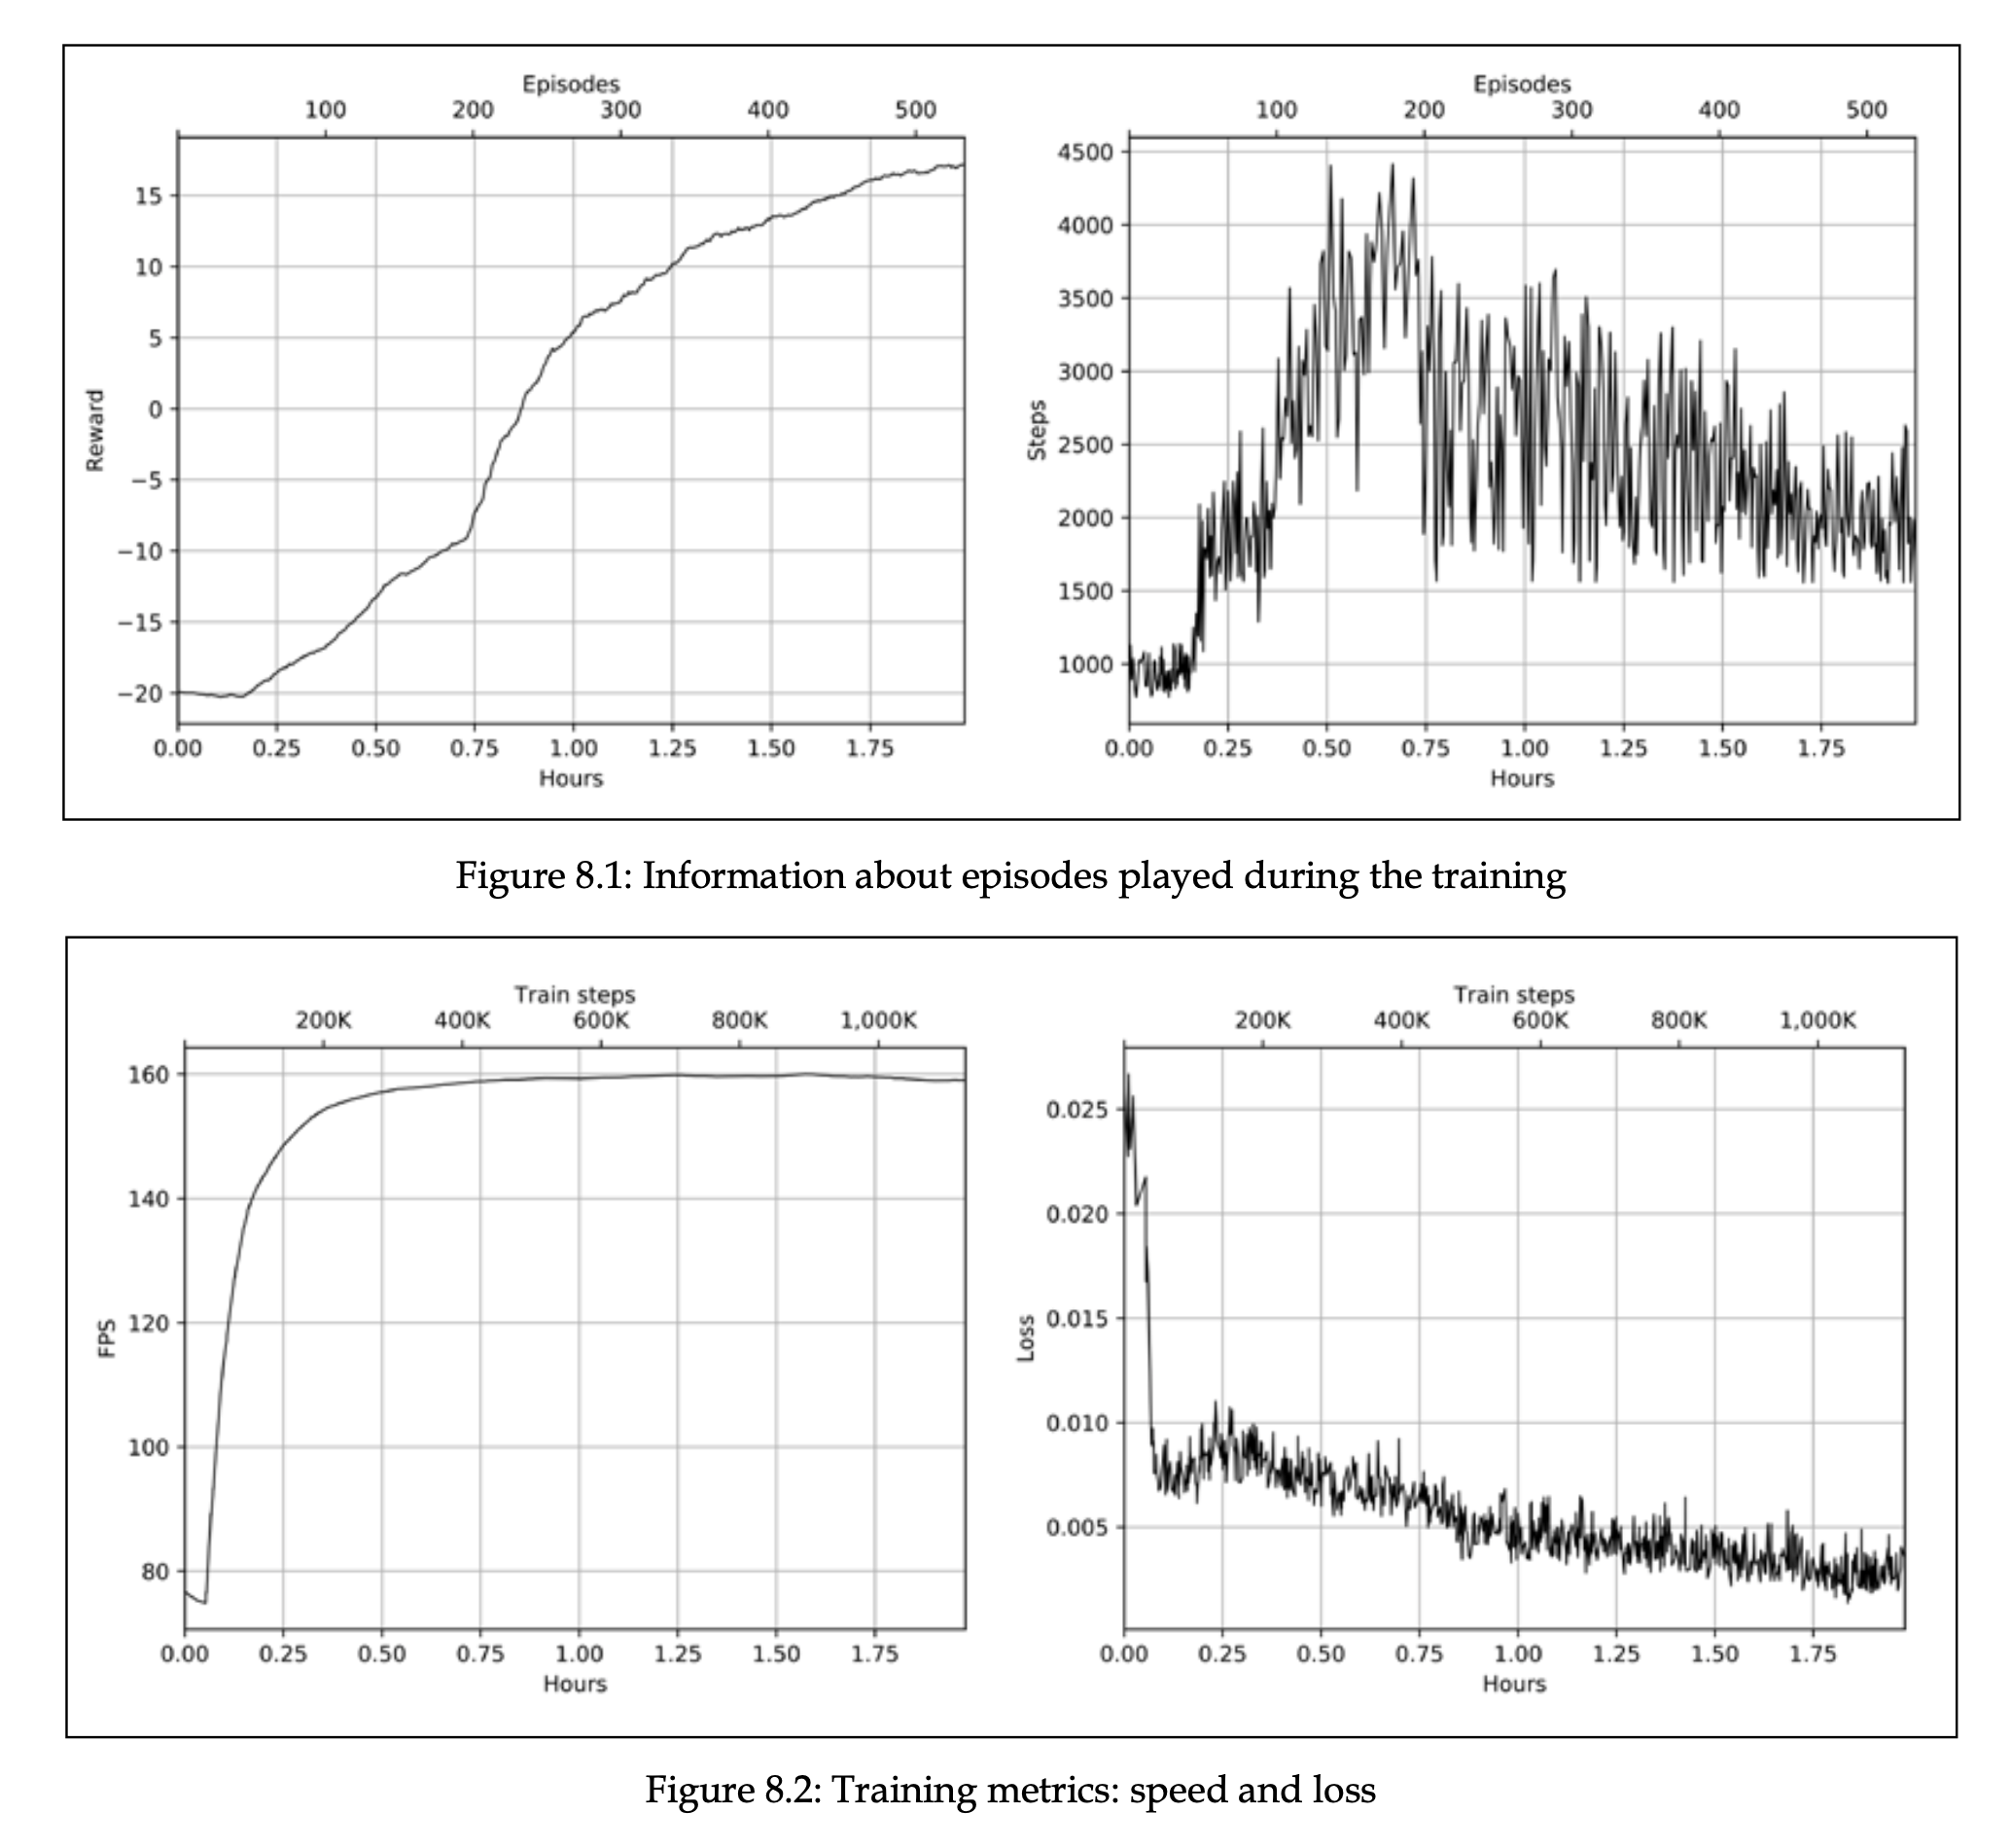 Episodes
100 200 300 400 500
15
10
5
0
−5
−10
−15
−20
Reward
0.00 0.25 0.50 0.75 1.00 1.25 1.50 1.75
Hours
Episodes
100 200 300 400 500
4500
4000
3500
3000
2500
2000
1500
1000
Steps
0.00 0.25 0.50 0.75 1.00 1.25 1.50 1.75
Hours
Figure 8.1: Information about episodes played during the training
Train steps
200K 400K 600K 800K 1,000K
160
140
120
100
80
FPS
0.00 0.25 0.50 0.75 1.00 1.25 1.50 1.75
Hours
Train steps
200K 400K 600K 800K 1,000K
0.025
0.020
0.015
0.010
0.005
Loss
0.00 0.25 0.50 0.75 1.00 1.25 1.50 1.75
Hours
Figure 8.2: Training metrics: speed and loss